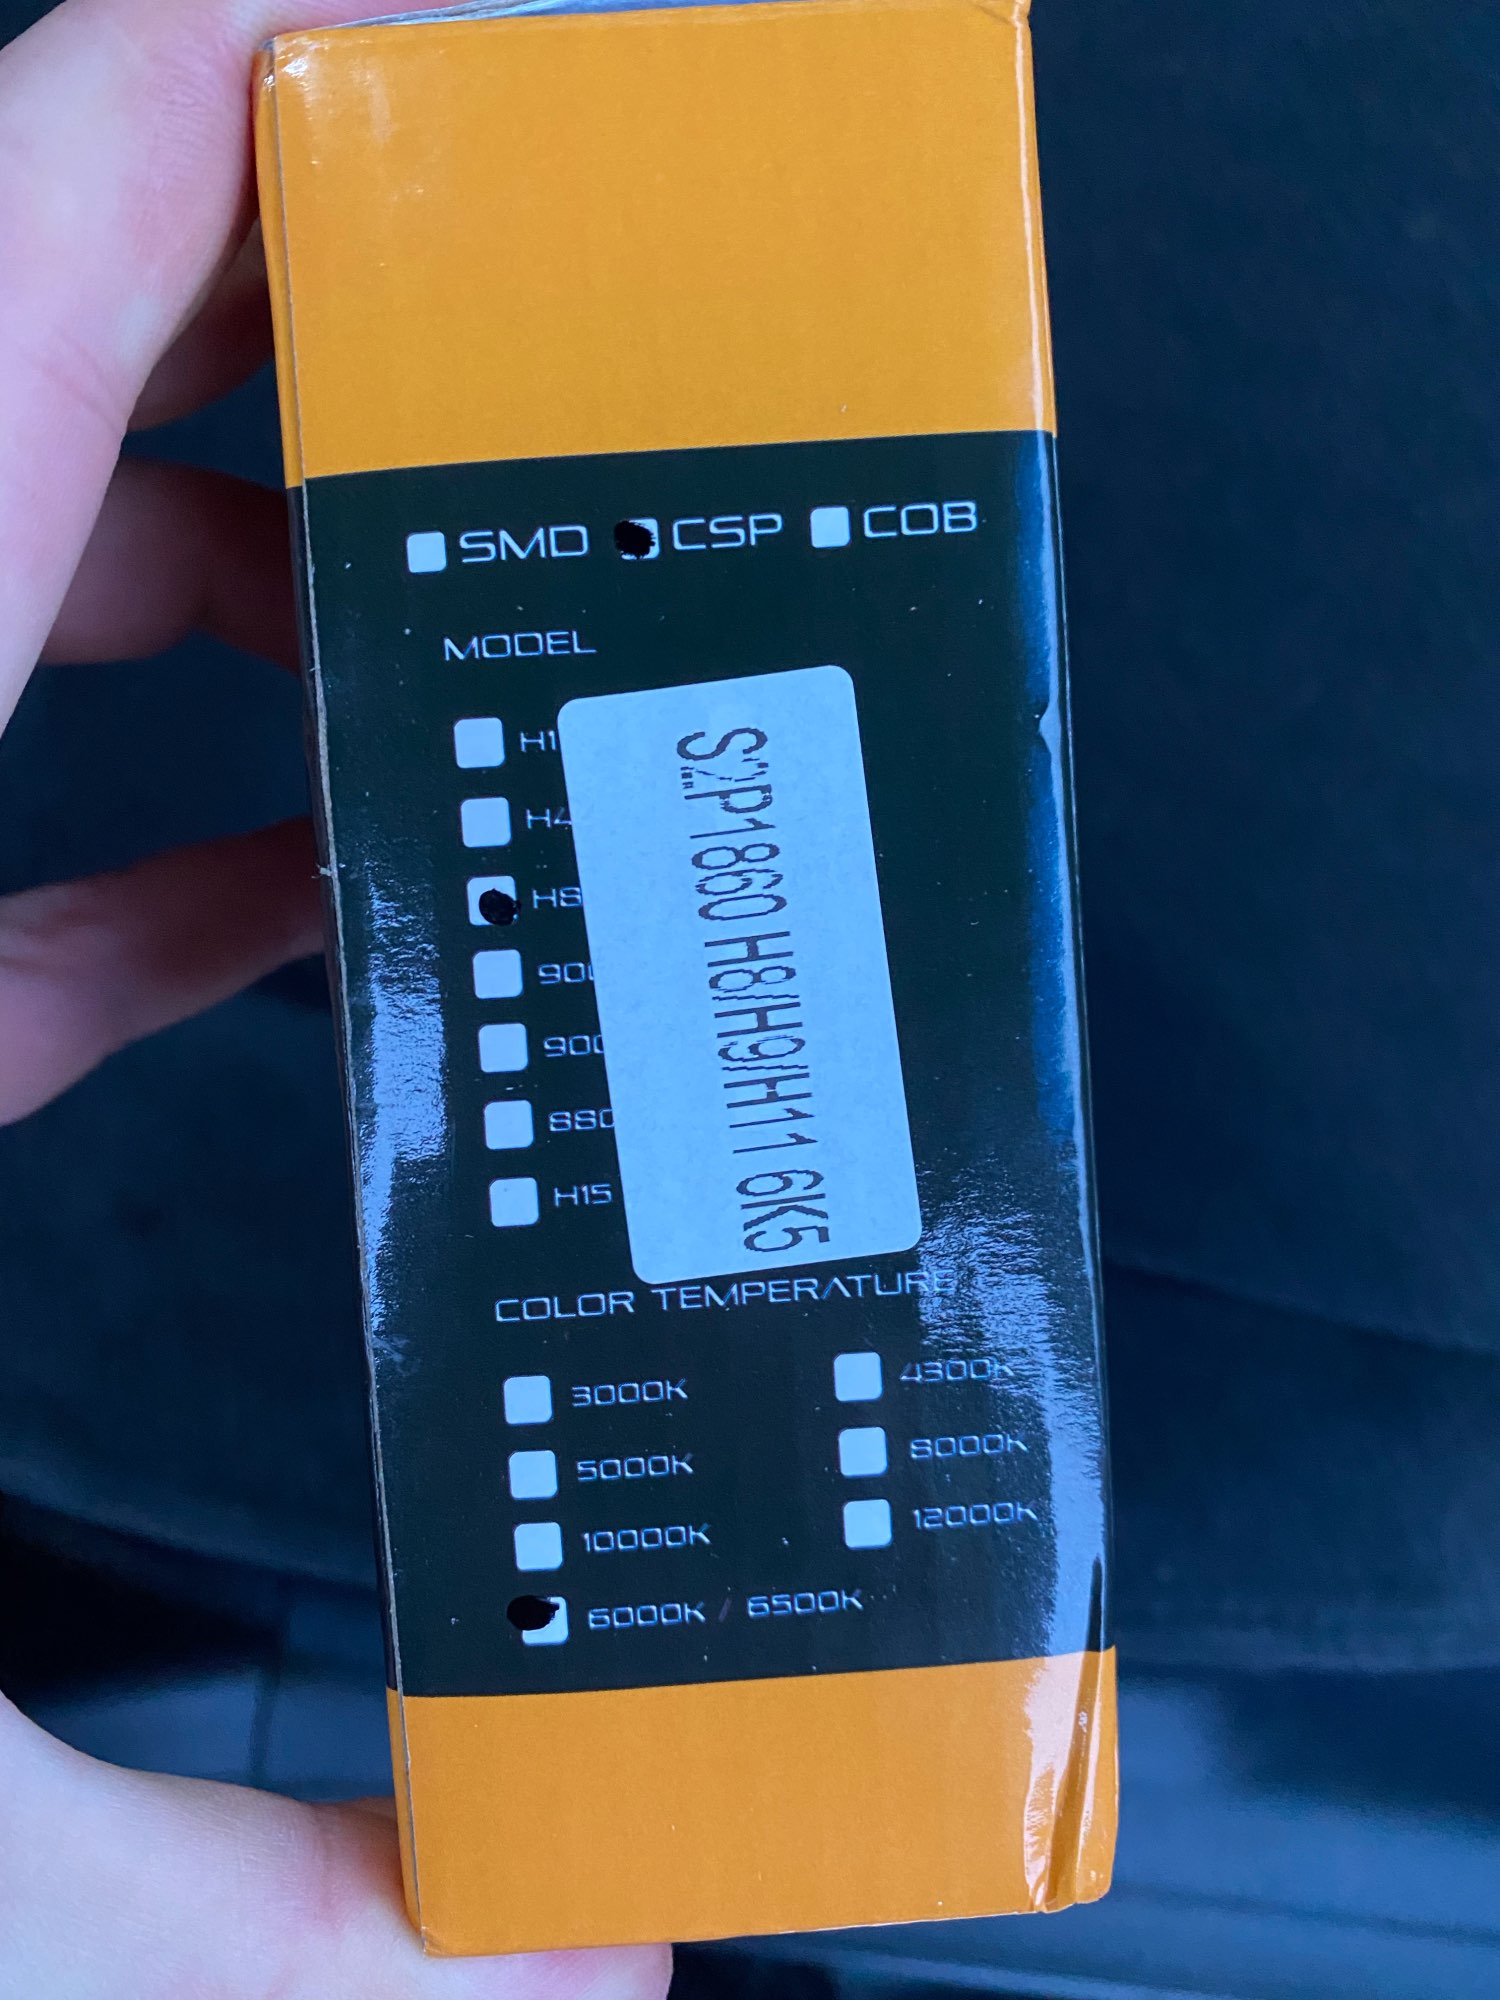 SMD CSP COB
MODEL
H1
H4
H8
900
900
880
H15
S2P1860 H8/H9/H11 6K5
COLOR TEMPERATURE
3000K 4300K
5000K 8000K
10000K 12000K
6000K / 6500K